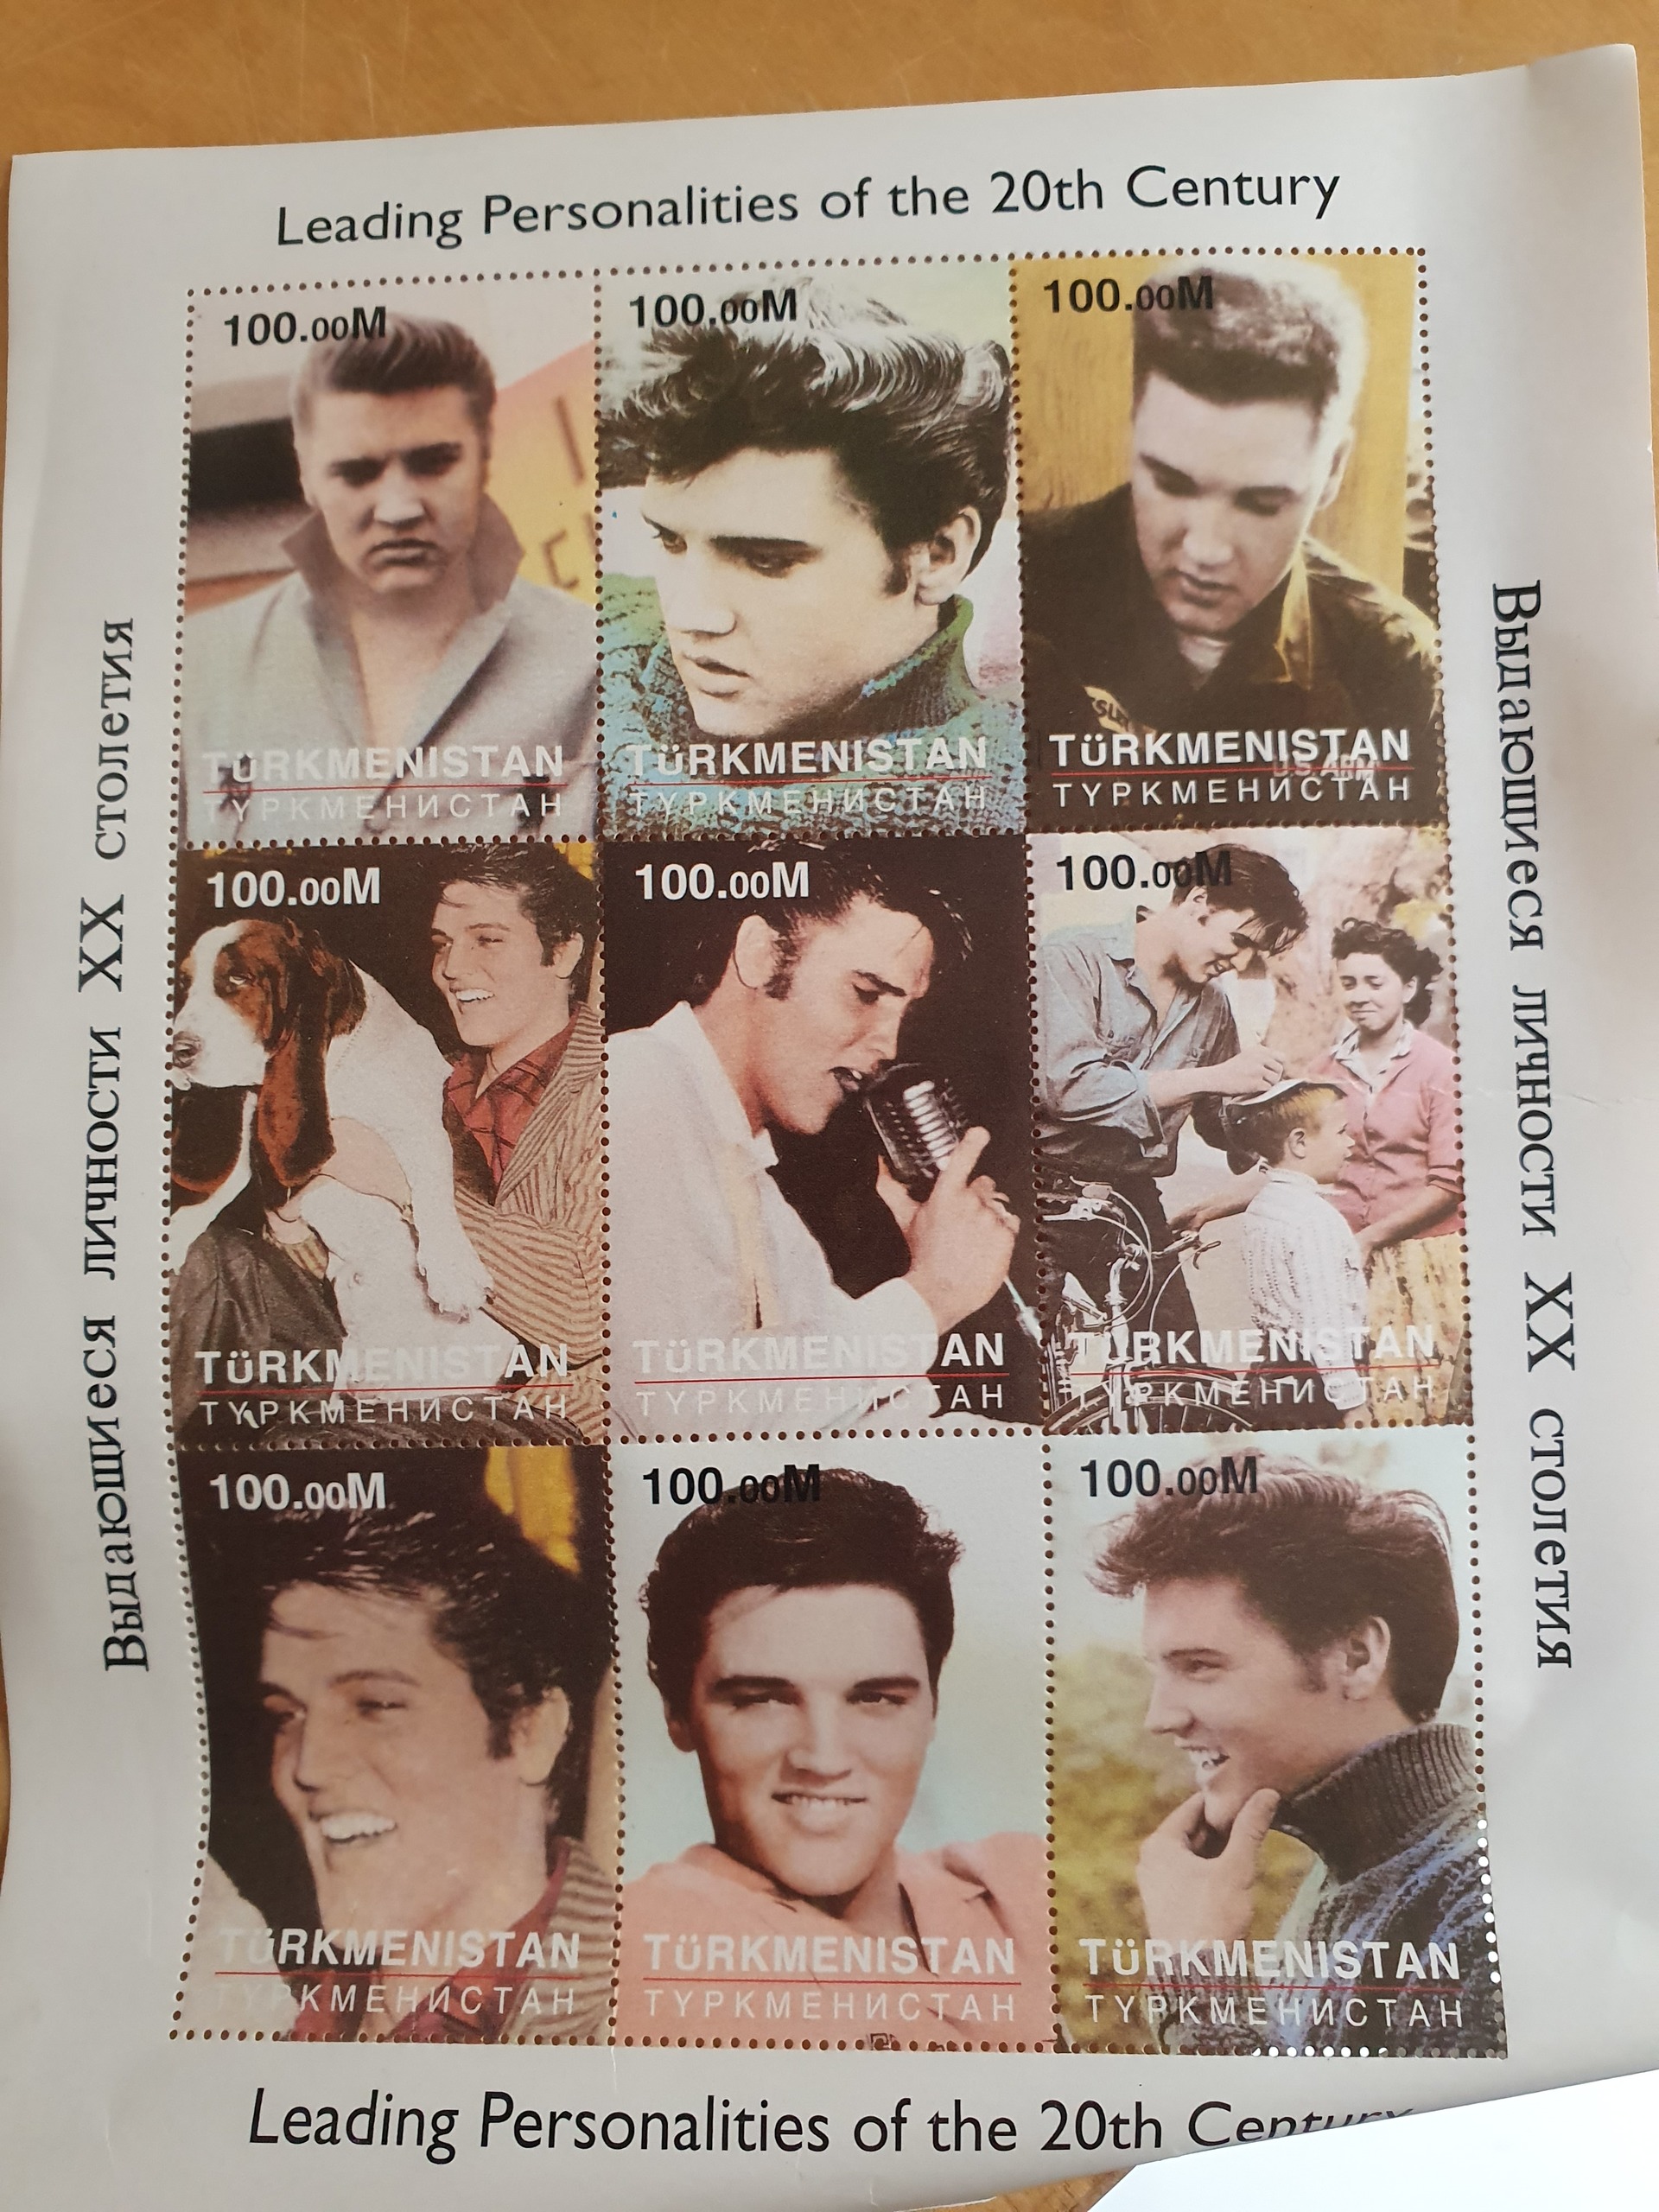 Leading Personalities of the 20th Century
Выдающиеся личности XX столетия
Выдающиеся личности XX столетия
100.00M
TüRKMENISTAN
ТУРКМЕНИСТАН
100.00M
TüRKMENISTAN
ТУРКМЕНИСТАН
100.00M
TüRKMENISTAN
ТУРКМЕНИСТАН
100.00M
TüRKMENISTAN
ТУРКМЕНИСТАН
100.00M
TüRKMENISTAN
ТУРКМЕНИСТАН
100.00M
TüRKMENISTAN
ТУРКМЕНИСТАН
100.00M
TüRKMENISTAN
ТУРКМЕНИСТАН
100.00M
TüRKMENISTAN
ТУРКМЕНИСТАН
100.00M
TüRKMENISTAN
ТУРКМЕНИСТАН
Leading Personalities of the 20th Century